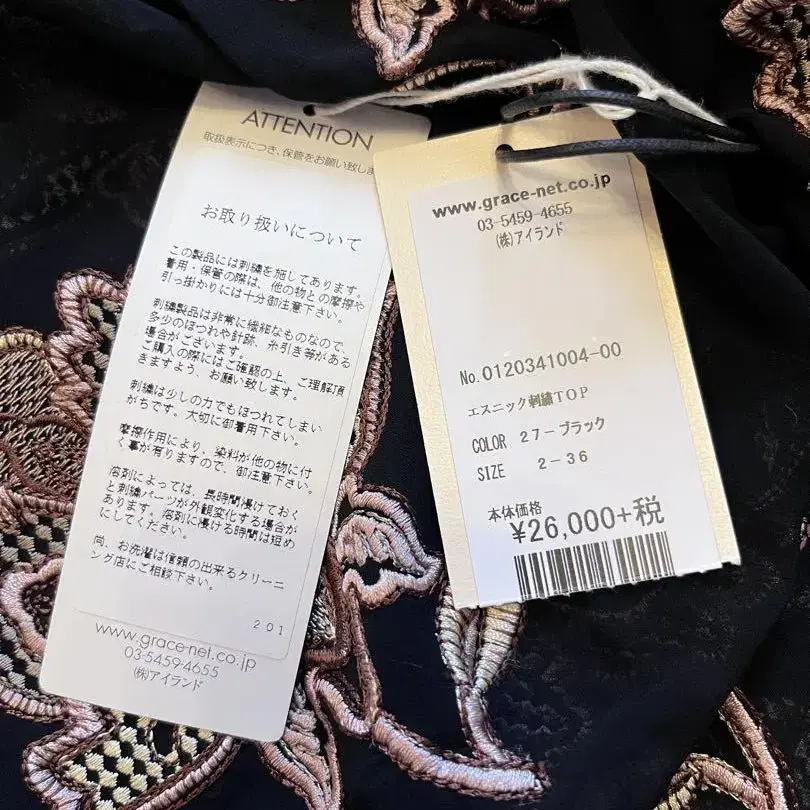 ATTENTION
取扱表示につき、保管をお願い致しま
お取り扱いについて
この製品には刺繍を施してあります。
着用・保管の際は、他の物との摩擦や
引っ掛かりには十分御注意下さい。
刺繍製品は非常に繊細なものなので、
多少のほつれや針跡、糸引き等がある
場合がございます。
ご購入の際にはご確認の上、ご理解頂
きますよう、お願い致します。
刺繍は少しの力でもほつれてしまい
がちです。大切に御着用下さい。
摩擦作用により、染料が他の物に付
く事が有りますので、御注意下さい。
溶剤によっては、長時間浸けておく
と刺繍パーツが外観変化する場合が
あります。溶剤に浸ける時間は短め
にしてください。
尚、お洗濯は信頼の出来るクリーニ
ング店にご相談下さい。
201
www.grace-net.co.jp
03-5459-4655
(株)アイランド
www.grace-net.co.jp
03-5459-4655
(株)アイランド
No.0120341004-00
エスニック刺繍TOP
COLOR 27-ブラック
SIZE 2-36
本体価格
¥26,000+税